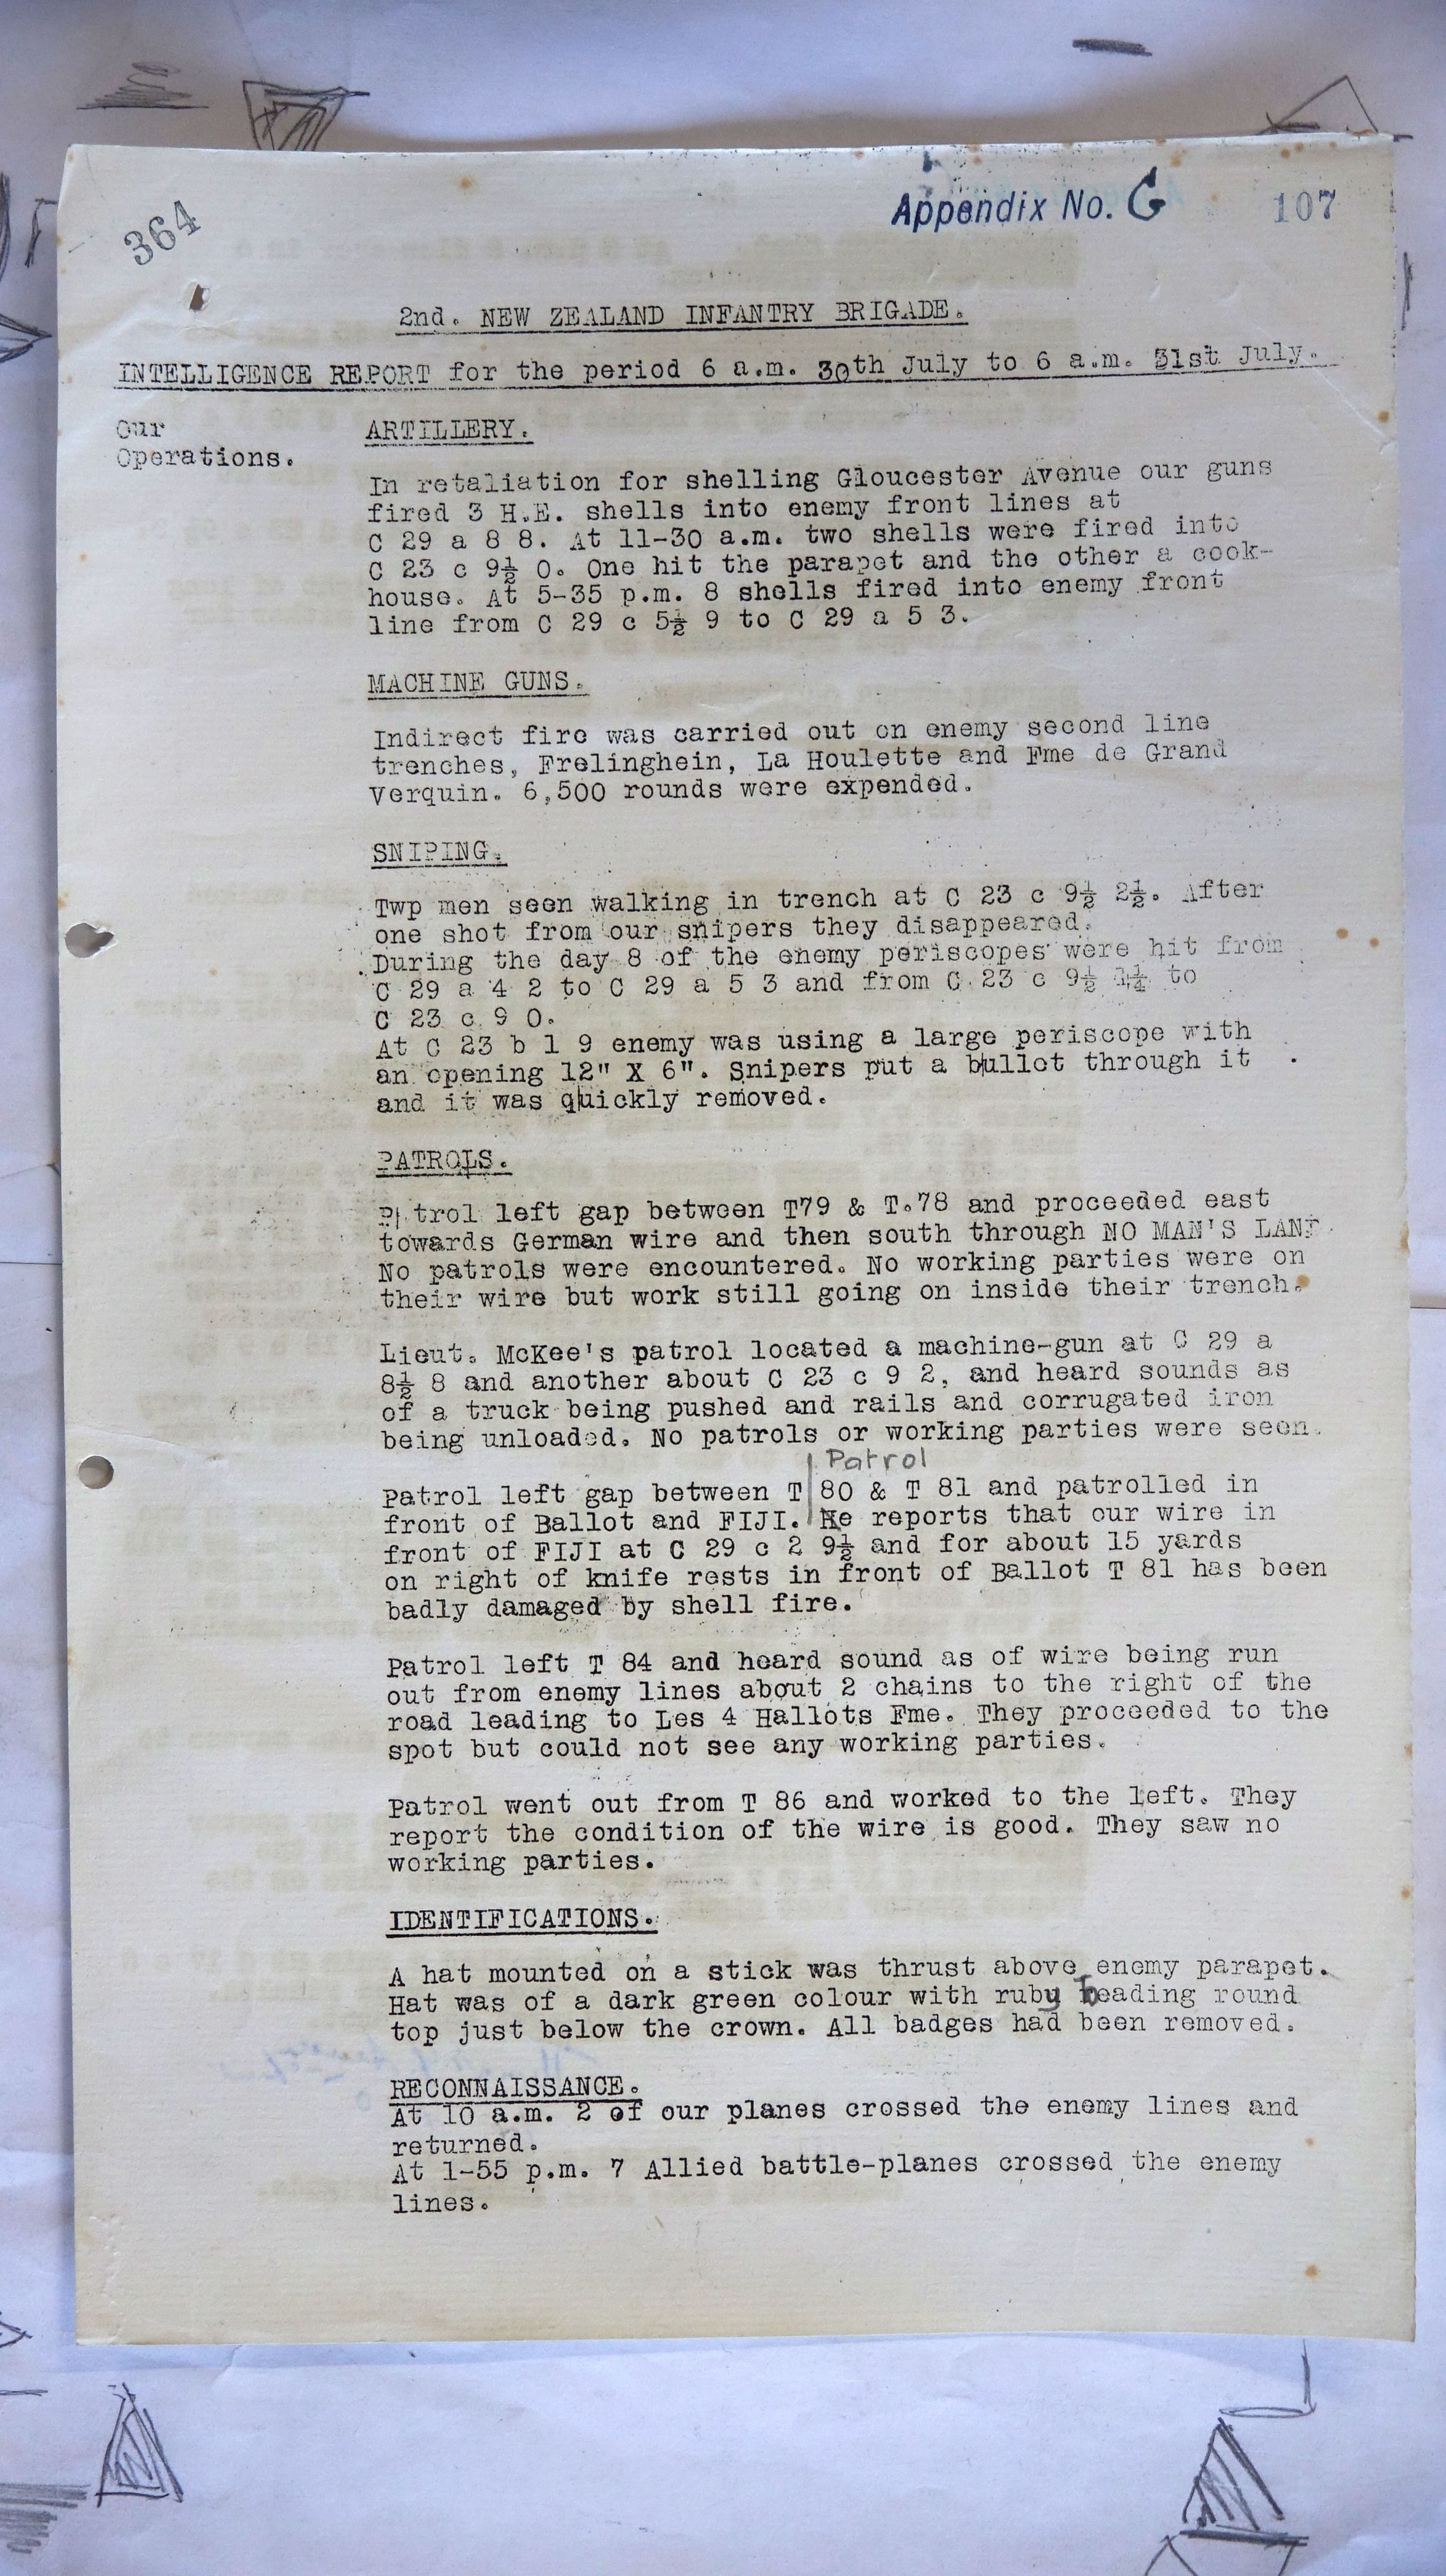 364
Appendix No. G 107
2nd. NEW ZEALAND INFANTRY BRIGADE.
INTELLIGENCE REPORT for the period 6 a.m. 30th July to 6 a.m. 31st July.
Our
Operations.
ARTILLERY.
In retaliation for shelling Gloucester Avenue our guns
fired 3 H.E. shells into enemy front lines at
C 29 a 8 8. At 11-30 a.m. two shells were fired into
C 23 c 9½ 0. One hit the parapet and the other a cook-
house. At 5-35 p.m. 8 shells fired into enemy front
line from C 29 c 5½ 9 to C 29 a 5 3.
MACHINE GUNS.
Indirect fire was carried out on enemy second line
trenches, Frelinghein, La Houlette and Fme de Grand
Verquin. 6,500 rounds were expended.
SNIPING.
Twp men seen walking in trench at C 23 c 9½ 2½. After
one shot from our snipers they disappeared.
During the day 8 of the enemy periscopes were hit from
C 29 a 4 2 to C 29 a 5 3 and from C 23 c 9½ to
C 23 c 9 0.
At C 23 b 1 9 enemy was using a large periscope with
an opening 12" X 6". Snipers put a bullet through it
and it was quickly removed.
PATROLS.
Patrol left gap between T79 & T.78 and proceeded east
towards German wire and then south through NO MAN'S LAND.
No patrols were encountered. No working parties were on
their wire but work still going on inside their trench.
Lieut. McKee's patrol located a machine-gun at C 29 a
8½ 8 and another about C 23 c 9 2, and heard sounds as
of a truck being pushed and rails and corrugated iron
being unloaded. No patrols or working parties were seen.
Patrol
Patrol left gap between T 80 & T 81 and patrolled in
front of Ballot and FIJI. He reports that our wire in
front of FIJI at C 29 c 2 9½ and for about 15 yards
on right of knife rests in front of Ballot T 81 has been
badly damaged by shell fire.
Patrol left T 84 and heard sound as of wire being run
out from enemy lines about 2 chains to the right of the
road leading to Les 4 Hallots Fme. They proceeded to the
spot but could not see any working parties.
Patrol went out from T 86 and worked to the left. They
report the condition of the wire is good. They saw no
working parties.
IDENTIFICATIONS.
A hat mounted on a stick was thrust above enemy parapet.
Hat was of a dark green colour with ruby beading round
top just below the crown. All badges had been removed.
RECONNAISSANCE.
At 10 a.m. 2 of our planes crossed the enemy lines and
returned.
At 1-55 p.m. 7 Allied battle-planes crossed the enemy
lines.